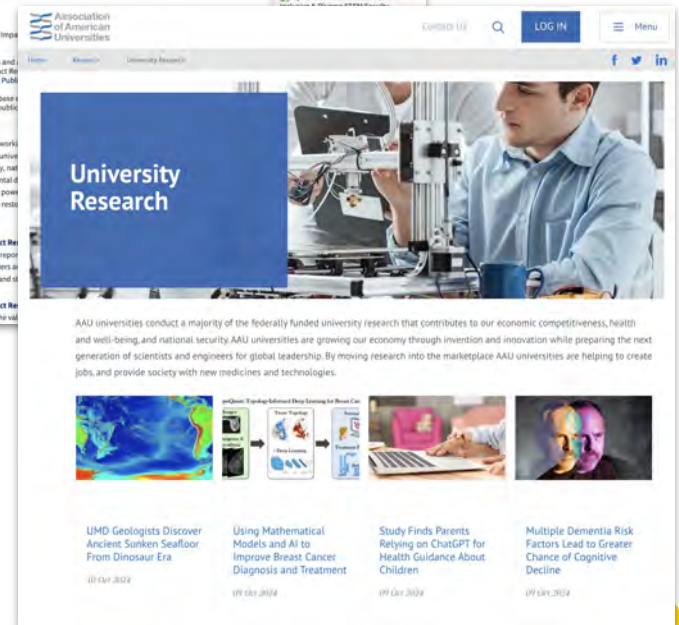 Association
of American
Universities
Contact Us
LOG IN
Menu
Home
Research
University Research
University
Research
AAU universities conduct a majority of the federally funded university research that contributes to our economic competitiveness, health
and well-being, and national security. AAU universities are growing our economy through invention and innovation while preparing the next
generation of scientists and engineers for global leadership. By moving research into the marketplace AAU universities are helping to create
jobs, and provide society with new medicines and technologies.
UMD Geologists Discover
Ancient Sunken Seafloor
From Dinosaur Era
10 Oct 2024
Using Mathematical
Models and AI to
Improve Breast Cancer
Diagnosis and Treatment
09 Oct 2024
Study Finds Parents
Relying on ChatGPT for
Health Guidance About
Children
09 Oct 2024
Multiple Dementia Risk
Factors Lead to Greater
Chance of Cognitive
Decline
09 Oct 2024